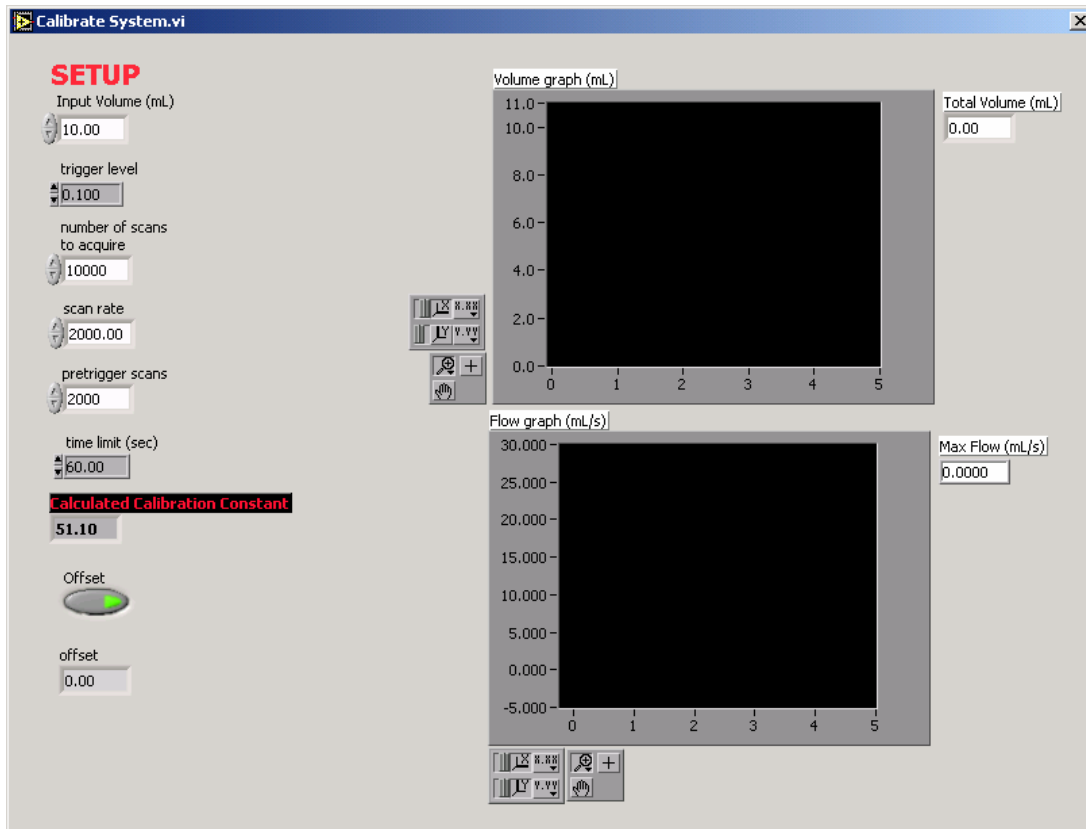 Calibrate System.vi
SETUP
Input Volume (mL)
10.00
trigger level
0.100
number of scans
to acquire
10000
scan rate
2000.00
pretrigger scans
2000
time limit (sec)
60.00
Calculated Calibration Constant
51.10
Offset
offset
0.00
Volume graph (mL)
11.0
10.0
8.0
6.0
4.0
2.0
0.0
0 1 2 3 4 5
X X.XX
Y Y.YY
Total Volume (mL)
0.00
Flow graph (mL/s)
30.000
25.000
20.000
15.000
10.000
5.000
0.000
-5.000
0 1 2 3 4 5
X X.XX
Y Y.YY
Max Flow (mL/s)
0.0000